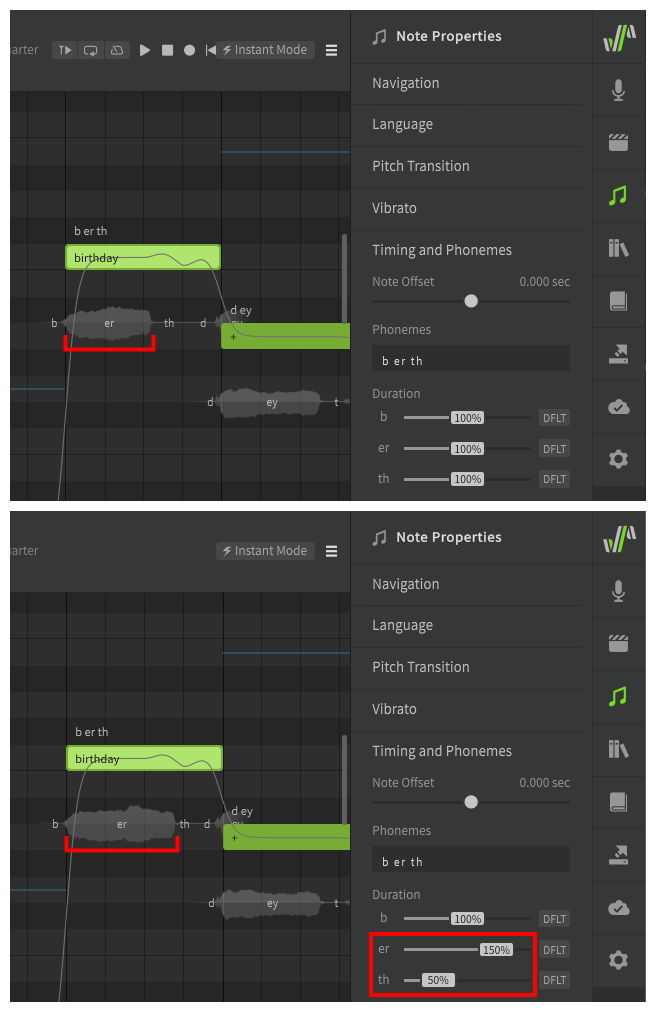 arter
Instant Mode
Note Properties
Navigation
Language
Pitch Transition
Vibrato
Timing and Phonemes
Note Offset 0.000 sec
Phonemes
b er th
Duration
b 100% DFLT
er 100% DFLT
th 100% DFLT
b er th
birthday
b er th d
d ey
+
d ey t
arter
Instant Mode
Note Properties
Navigation
Language
Pitch Transition
Vibrato
Timing and Phonemes
Note Offset 0.000 sec
Phonemes
b er th
Duration
b 100% DFLT
er 150% DFLT
th 50% DFLT
b er th
birthday
b er th d
d ey
+
d ey t